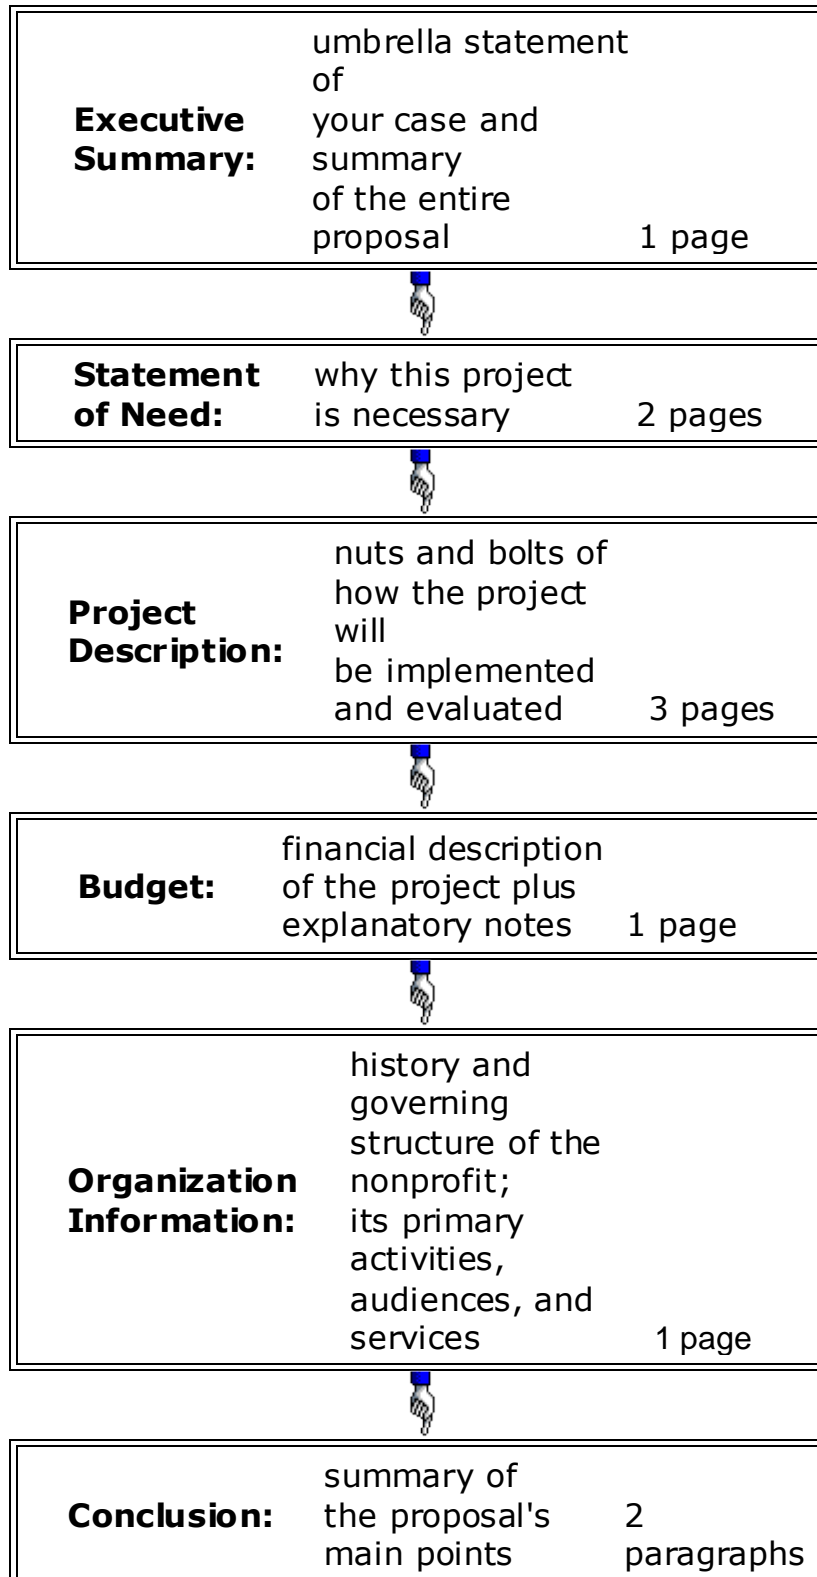 Executive
Summary:
umbrella statement
of
your case and
summary
of the entire
proposal
1 page
Statement
of Need:
why this project
is necessary
2 pages
Project
Description:
nuts and bolts of
how the project
will
be implemented
and evaluated
3 pages
Budget:
financial description
of the project plus
explanatory notes
1 page
Organization
Information:
history and
governing
structure of the
nonprofit;
its primary
activities,
audiences, and
services
1 page
Conclusion:
summary of
the proposal's
main points
2
paragraphs